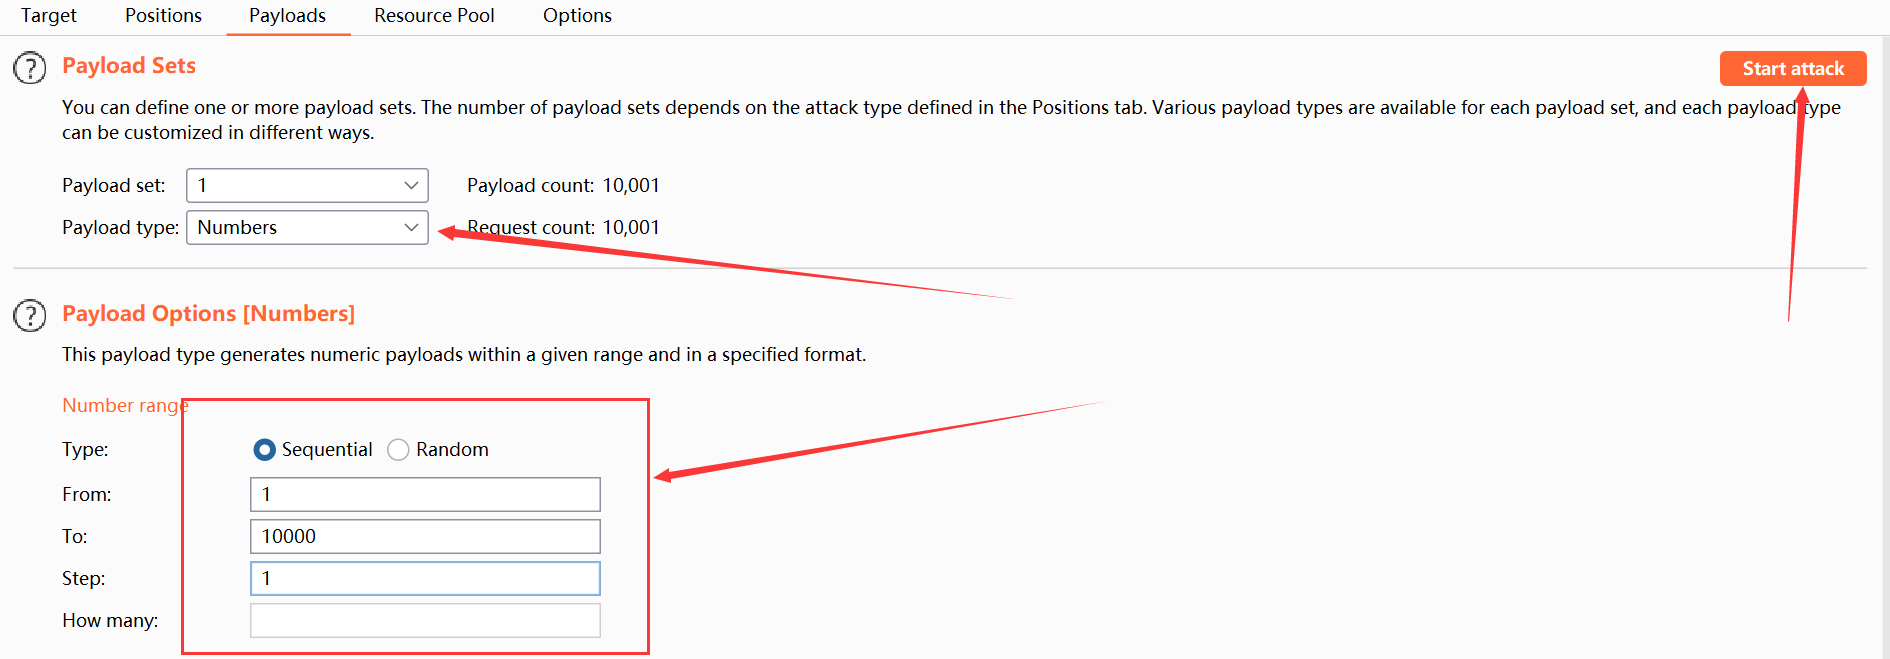 Target Positions Payloads Resource Pool Options
Payload Sets
Start attack
You can define one or more payload sets. The number of payload sets depends on the attack type defined in the Positions tab. Various payload types are available for each payload set, and each payload type
can be customized in different ways.
Payload set: 1 Payload count: 10,001
Payload type: Numbers Request count: 10,001
Payload Options [Numbers]
This payload type generates numeric payloads within a given range and in a specified format.
Number range
Type: Sequential Random
From: 1
To: 10000
Step: 1
How many: